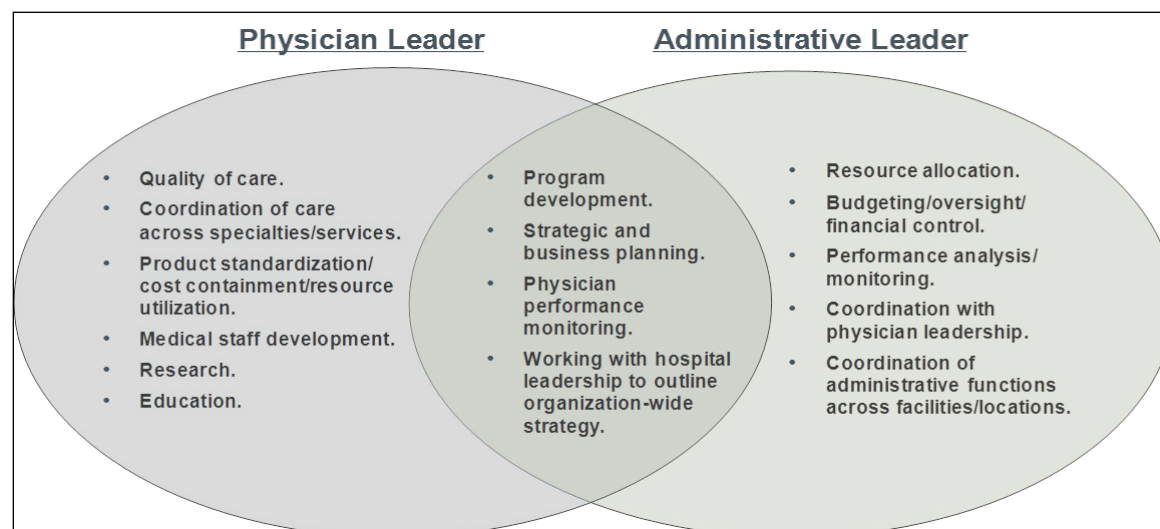 Physician Leader
Administrative Leader
• Quality of care.
• Coordination of care
across specialties/services.
• Product standardization/
cost containment/resource
utilization.
• Medical staff development.
• Research.
• Education.
• Program
development.
• Strategic and
business planning.
• Physician
performance
monitoring.
• Working with hospital
leadership to outline
organization-wide
strategy.
• Resource allocation.
• Budgeting/oversight/
financial control.
• Performance analysis/
monitoring.
• Coordination with
physician leadership.
• Coordination of
administrative functions
across facilities/locations.